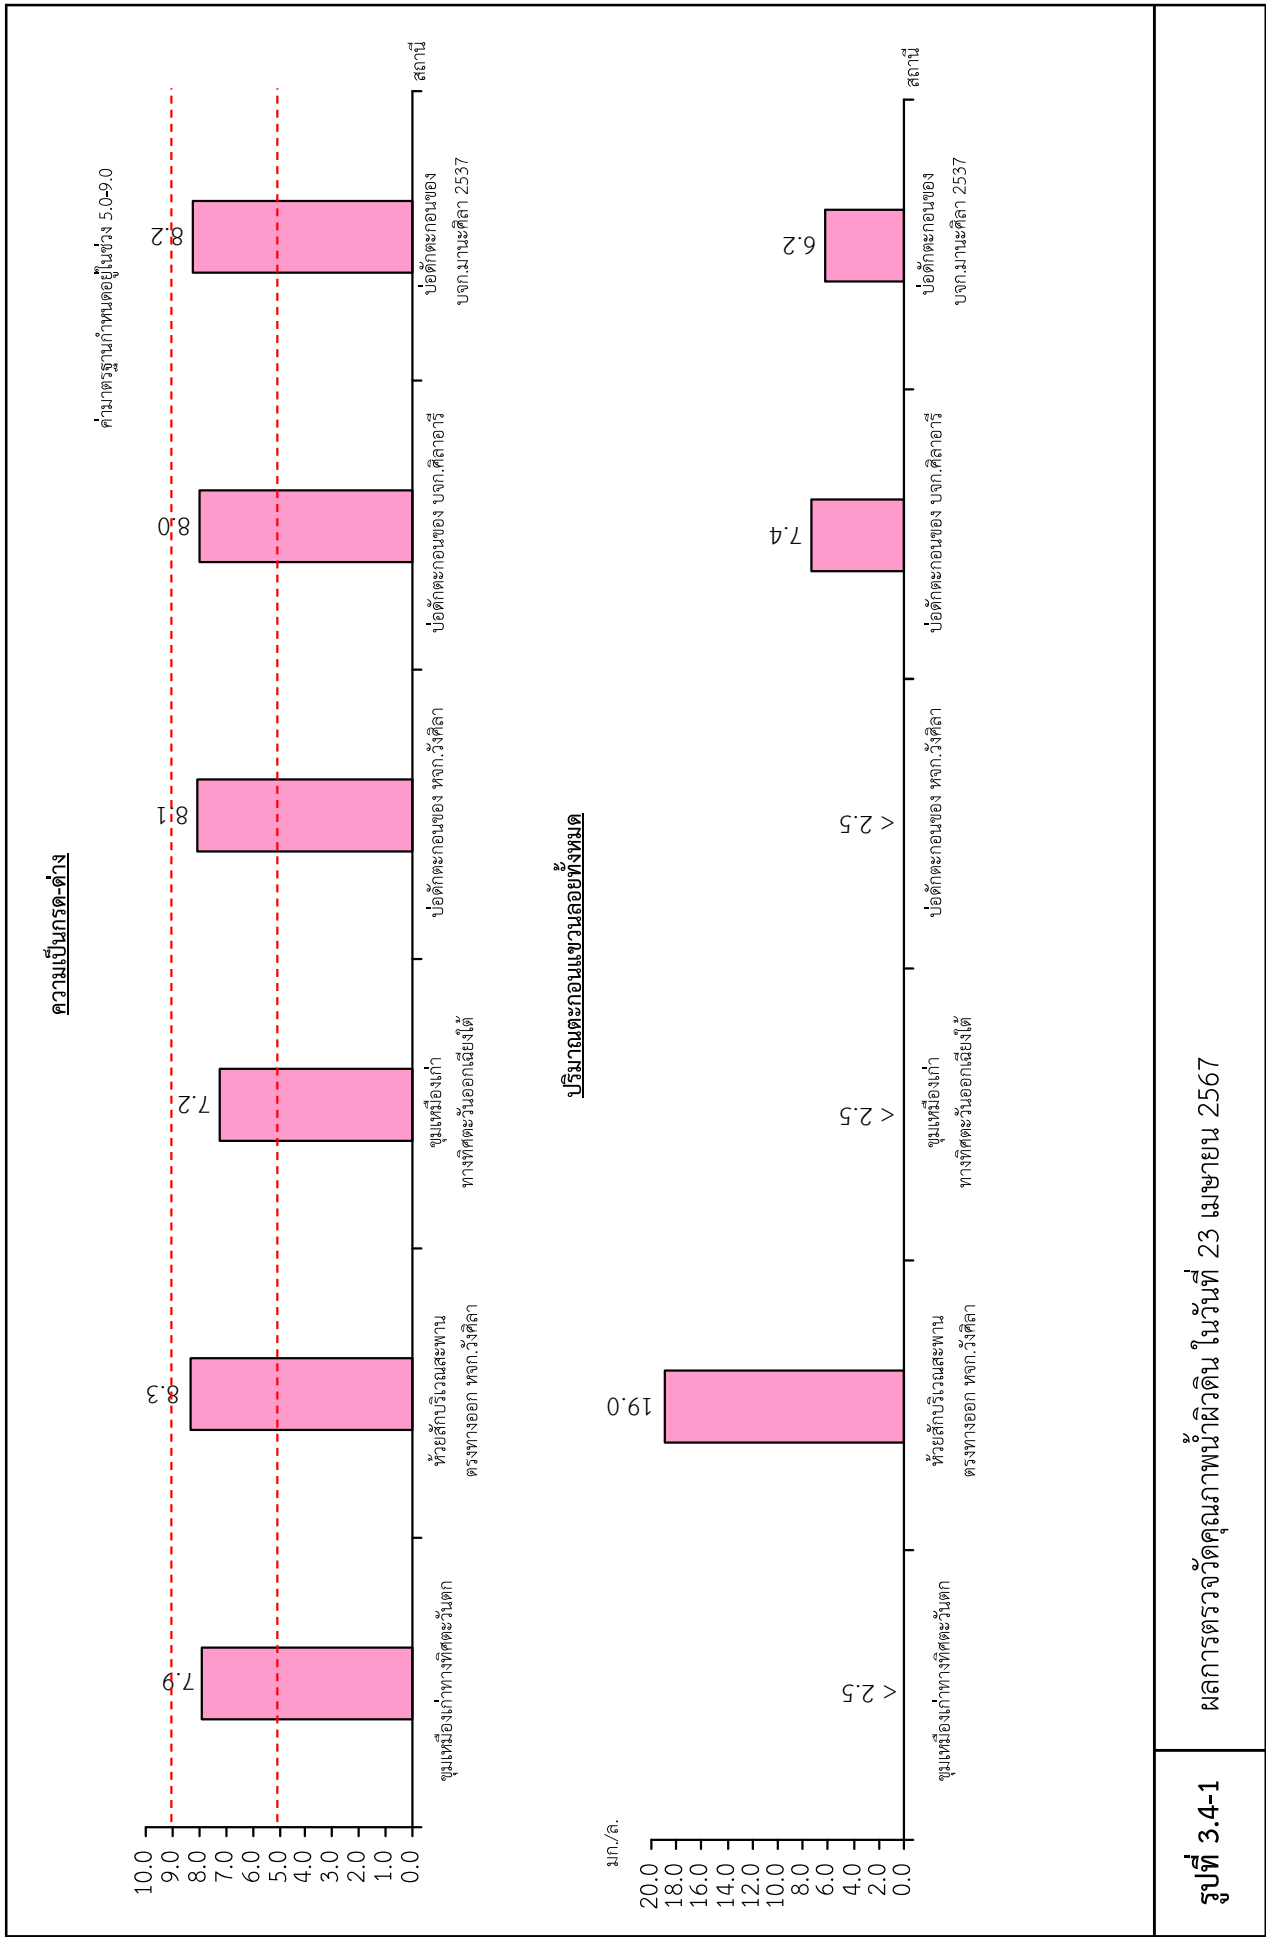 ความเป็นกรด-ด่าง
ค่ามาตรฐานกำหนดอยู่ในช่วง 5.0-9.0
10.0
9.0
8.0
7.0
6.0
5.0
4.0
3.0
2.0
1.0
0.0
7.9
8.3
7.2
8.1
8.0
8.2
ขุมเหมืองเก่าทางทิศตะวันตก
ห้วยสักบริเวณสะพาน
ตรงทางออก หจก.วังศิลา
ขุมเหมืองเก่า
ทางทิศตะวันออกเฉียงใต้
บ่อดักตะกอนของ หจก.วังศิลา
บ่อดักตะกอนของ บจก.ศิลาอารี
บ่อดักตะกอนของ
บจก.มานะศิลา 2537
สถานี
ปริมาณตะกอนแขวนลอยทั้งหมด
มก./ล.
20.0
18.0
16.0
14.0
12.0
10.0
8.0
6.0
4.0
2.0
0.0
< 2.5
19.0
< 2.5
< 2.5
7.4
6.2
ขุมเหมืองเก่าทางทิศตะวันตก
ห้วยสักบริเวณสะพาน
ตรงทางออก หจก.วังศิลา
ขุมเหมืองเก่า
ทางทิศตะวันออกเฉียงใต้
บ่อดักตะกอนของ หจก.วังศิลา
บ่อดักตะกอนของ บจก.ศิลาอารี
บ่อดักตะกอนของ
บจก.มานะศิลา 2537
สถานี
รูปที่ 3.4-1
ผลการตรวจวัดคุณภาพน้ำผิวดิน ในวันที่ 23 เมษายน 2567